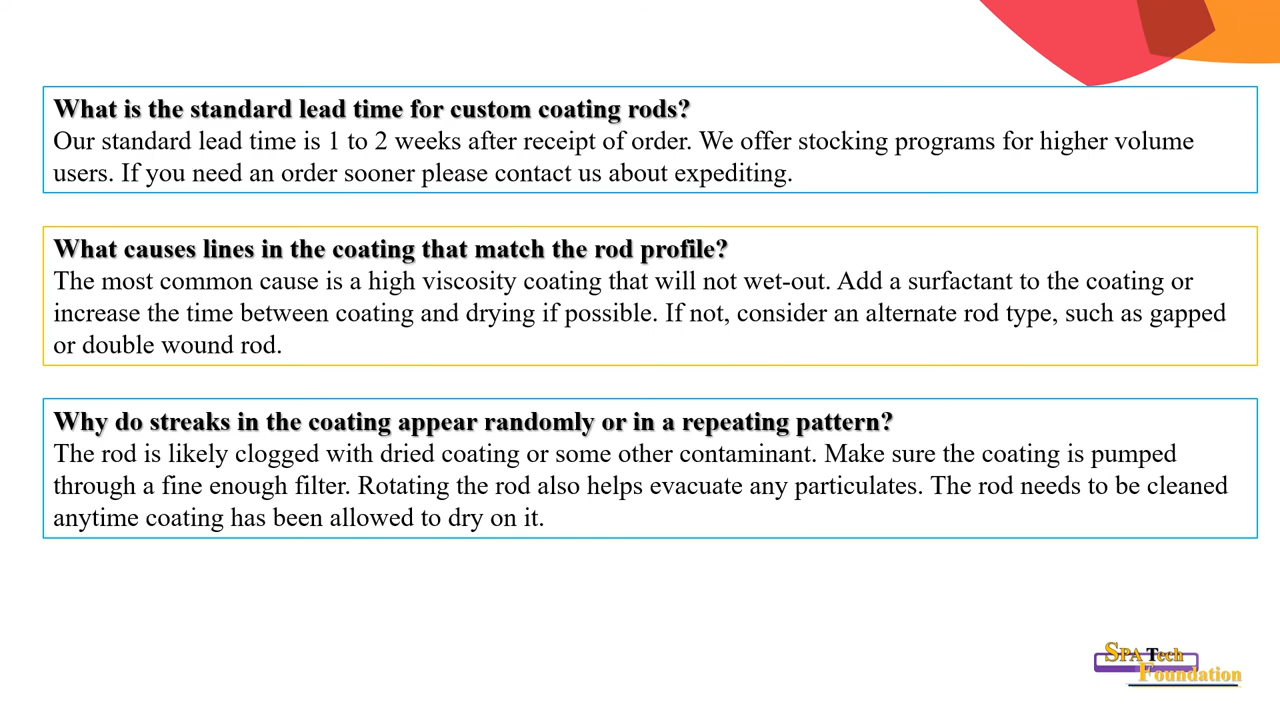 What is the standard lead time for custom coating rods?
Our standard lead time is 1 to 2 weeks after receipt of order. We offer stocking programs for higher volume
users. If you need an order sooner please contact us about expediting.
What causes lines in the coating that match the rod profile?
The most common cause is a high viscosity coating that will not wet-out. Add a surfactant to the coating or
increase the time between coating and drying if possible. If not, consider an alternate rod type, such as gapped
or double wound rod.
Why do streaks in the coating appear randomly or in a repeating pattern?
The rod is likely clogged with dried coating or some other contaminant. Make sure the coating is pumped
through a fine enough filter. Rotating the rod also helps evacuate any particulates. The rod needs to be cleaned
anytime coating has been allowed to dry on it.
SPA Tech
Foundation